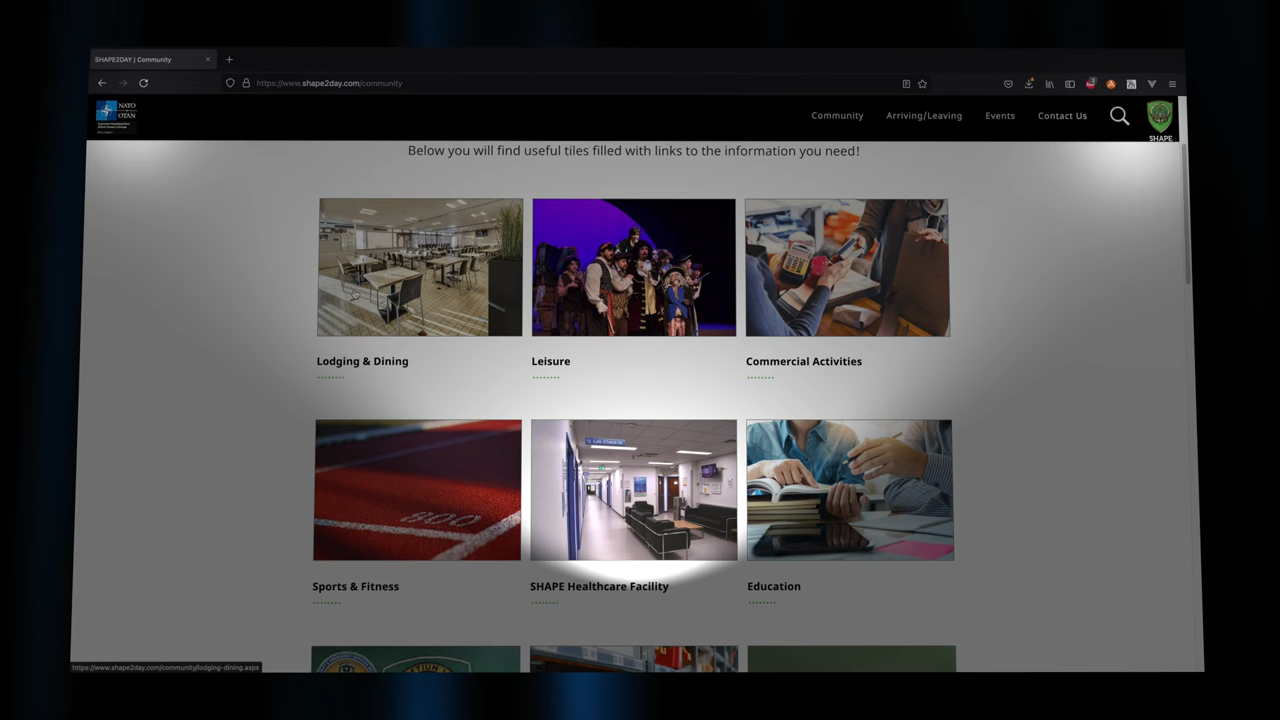 SHAPE2DAY | Community
https://www.shape2day.com/community
NATO
OTAN
Community
Arriving/Leaving
Events
Contact Us
SHAPE
Below you will find useful tiles filled with links to the information you need!
Lodging & Dining
Leisure
Commercial Activities
800
Sports & Fitness
SHAPE Healthcare Facility
Education
https://www.shape2day.com/community/lodging-dining.aspx